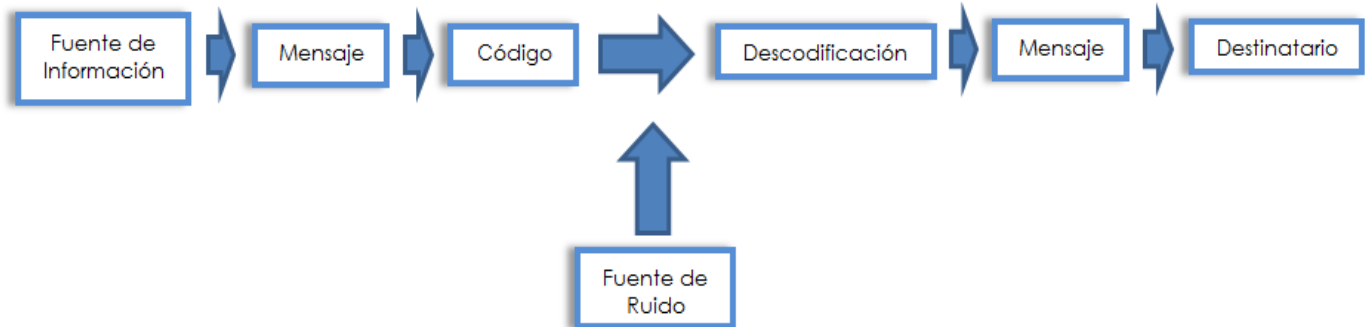 Fuente de
Información
Mensaje
Código
Descodificación
Mensaje
Destinatario
Fuente de
Ruido